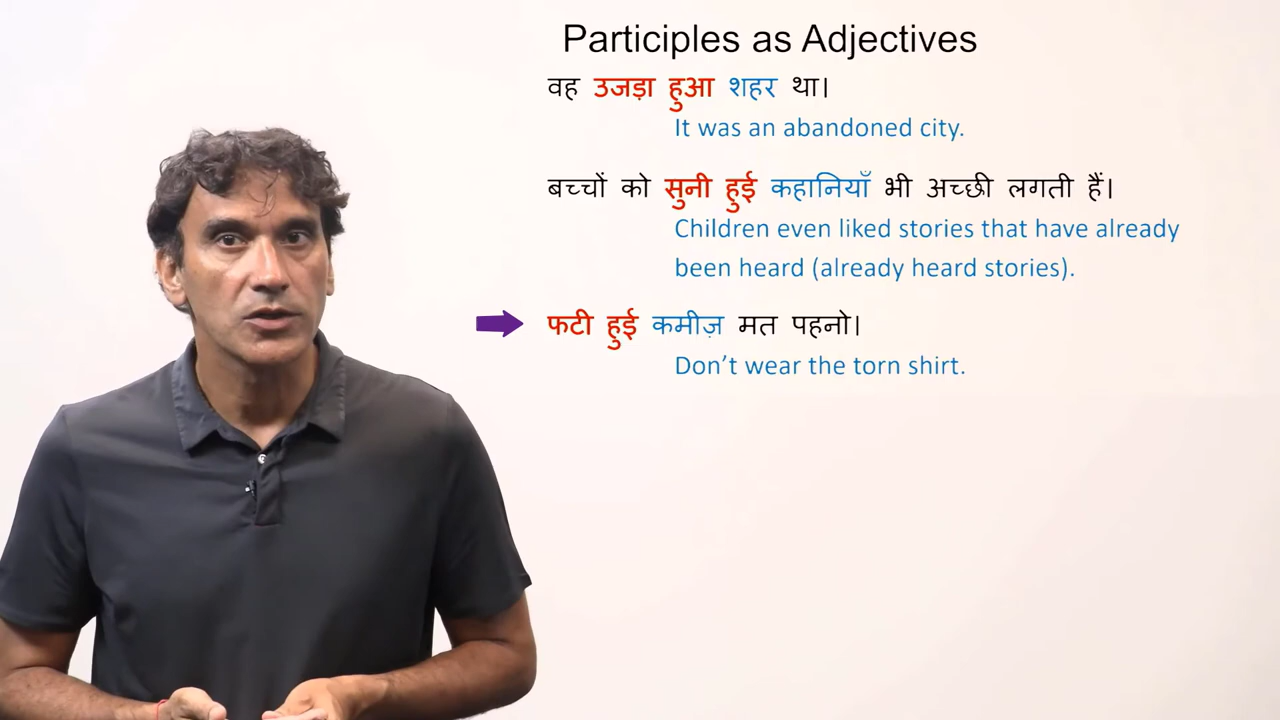 Participles as Adjectives
वह उजड़ा हुआ शहर था।
It was an abandoned city.
बच्चों को सुनी हुई कहानियाँ भी अच्छी लगती हैं।
Children even liked stories that have already
been heard (already heard stories).
फटी हुई कमीज़ मत पहनो।
Don’t wear the torn shirt.